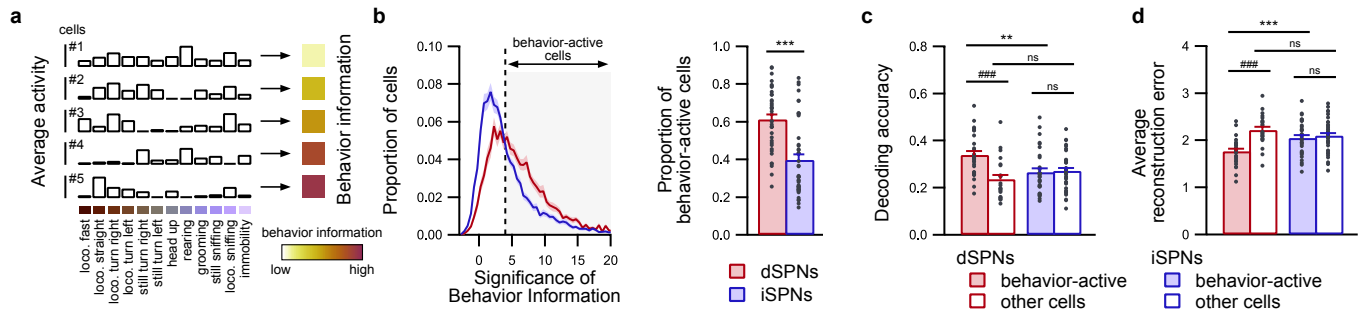 a
cells
Average activity
#1
#2
#3
#4
#5
Behavior information
loco. fast
loco. straight
loco. turn right
loco. turn left
still turn right
still turn left
head up
rearing
grooming
still sniffing
loco. sniffing
immobility
behavior information
low
high
b
behavior-active
cells
Proportion of cells
0.10
0.08
0.06
0.04
0.02
0.00
0
5
10
15
20
Significance of
Behavior Information
Proportion of
behavior-active cells
1.0
0.8
0.6
0.4
0.2
0.0
***
dSPNs
iSPNs
c
Decoding accuracy
0.8
0.6
0.4
0.2
0.0
**
ns
###
ns
d
Average
reconstruction error
4
3
2
1
0
***
ns
###
ns
dSPNs
behavior-active
other cells
iSPNs
behavior-active
other cells